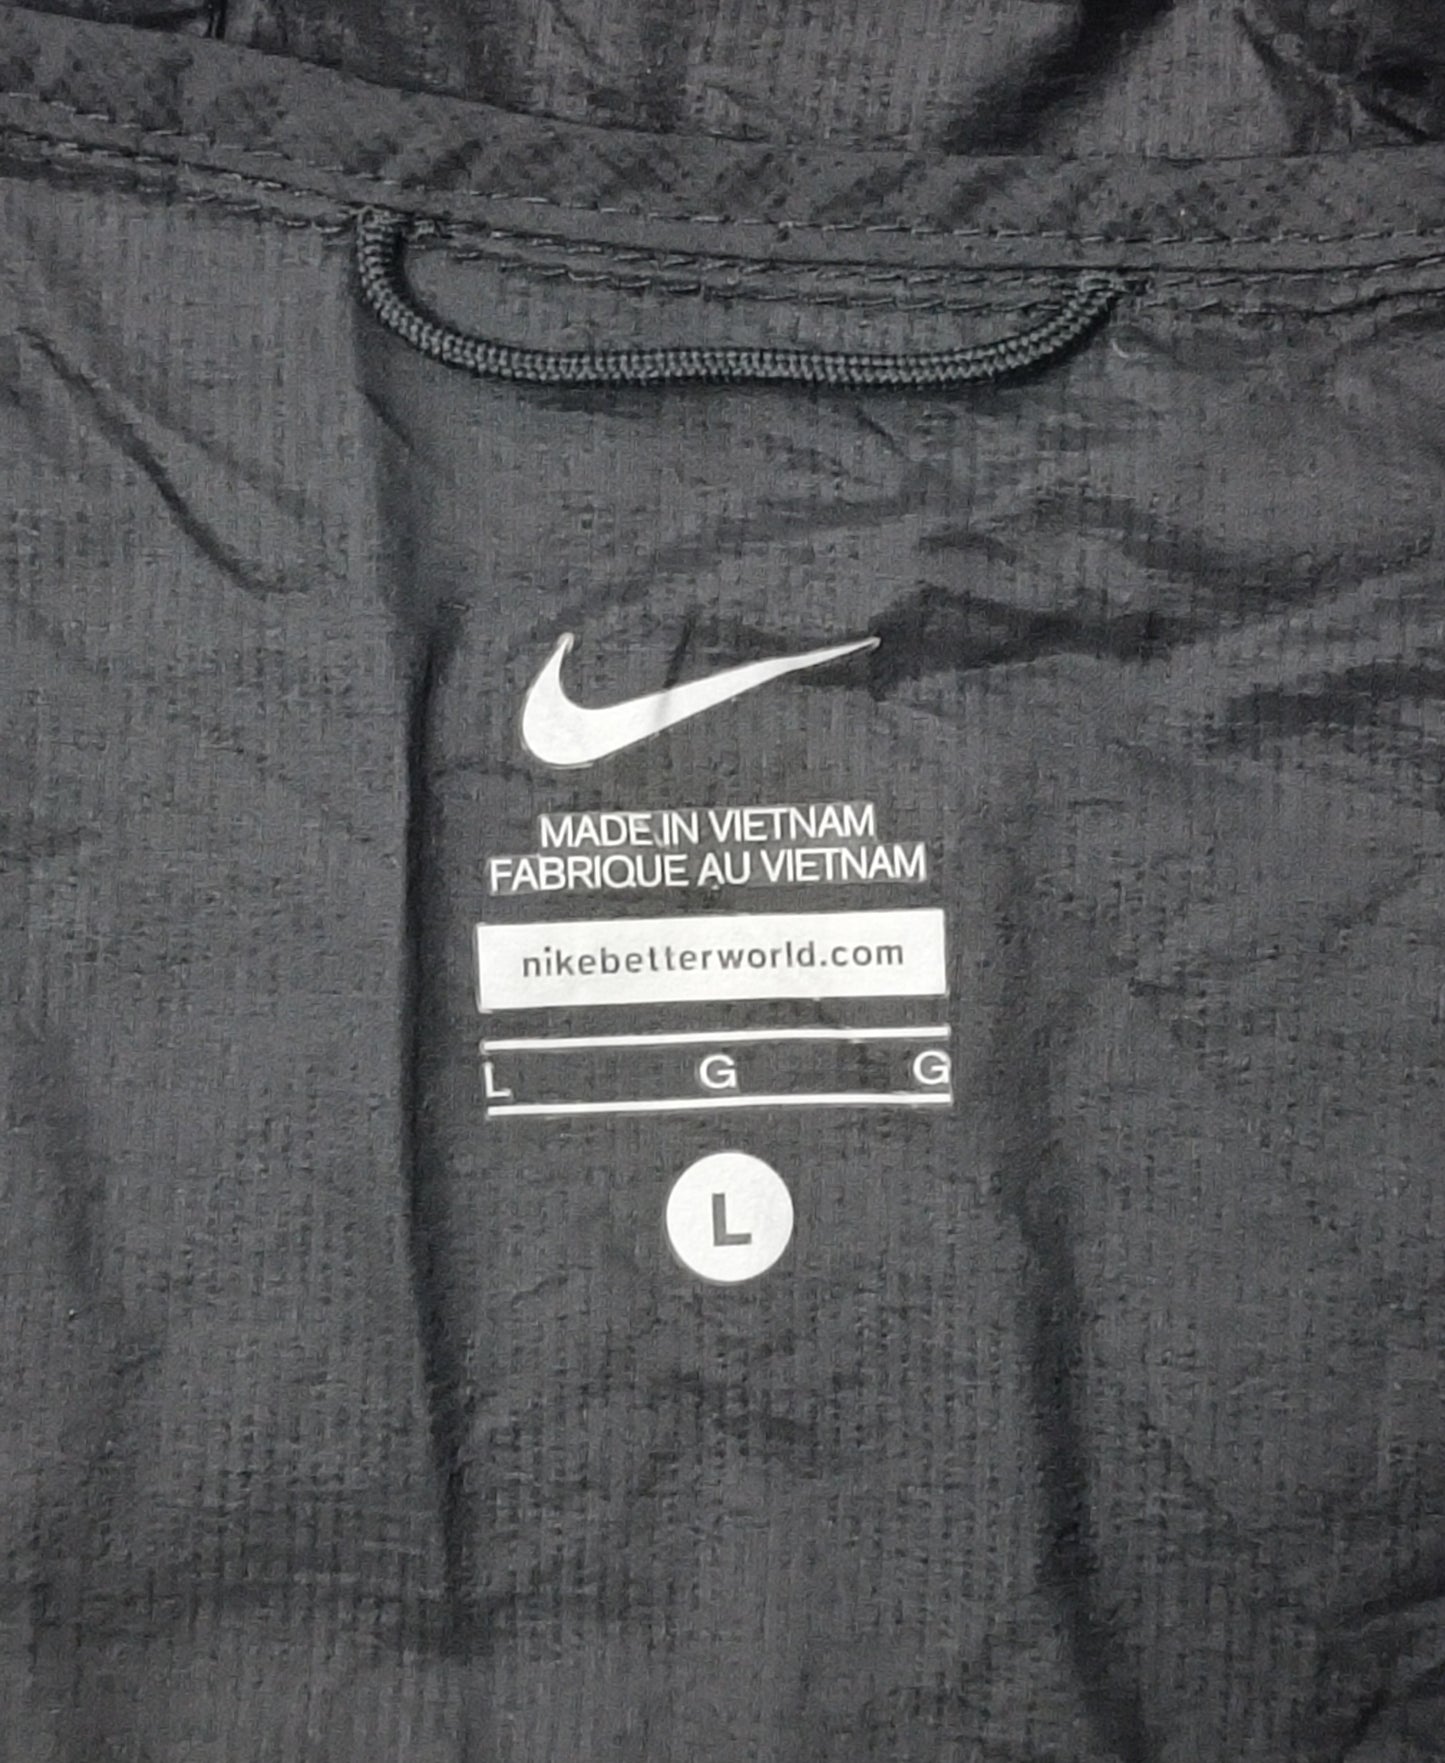 MADE IN VIETNAM
FABRIQUE AU VIETNAM
nikebetterworld.com
L G G
L